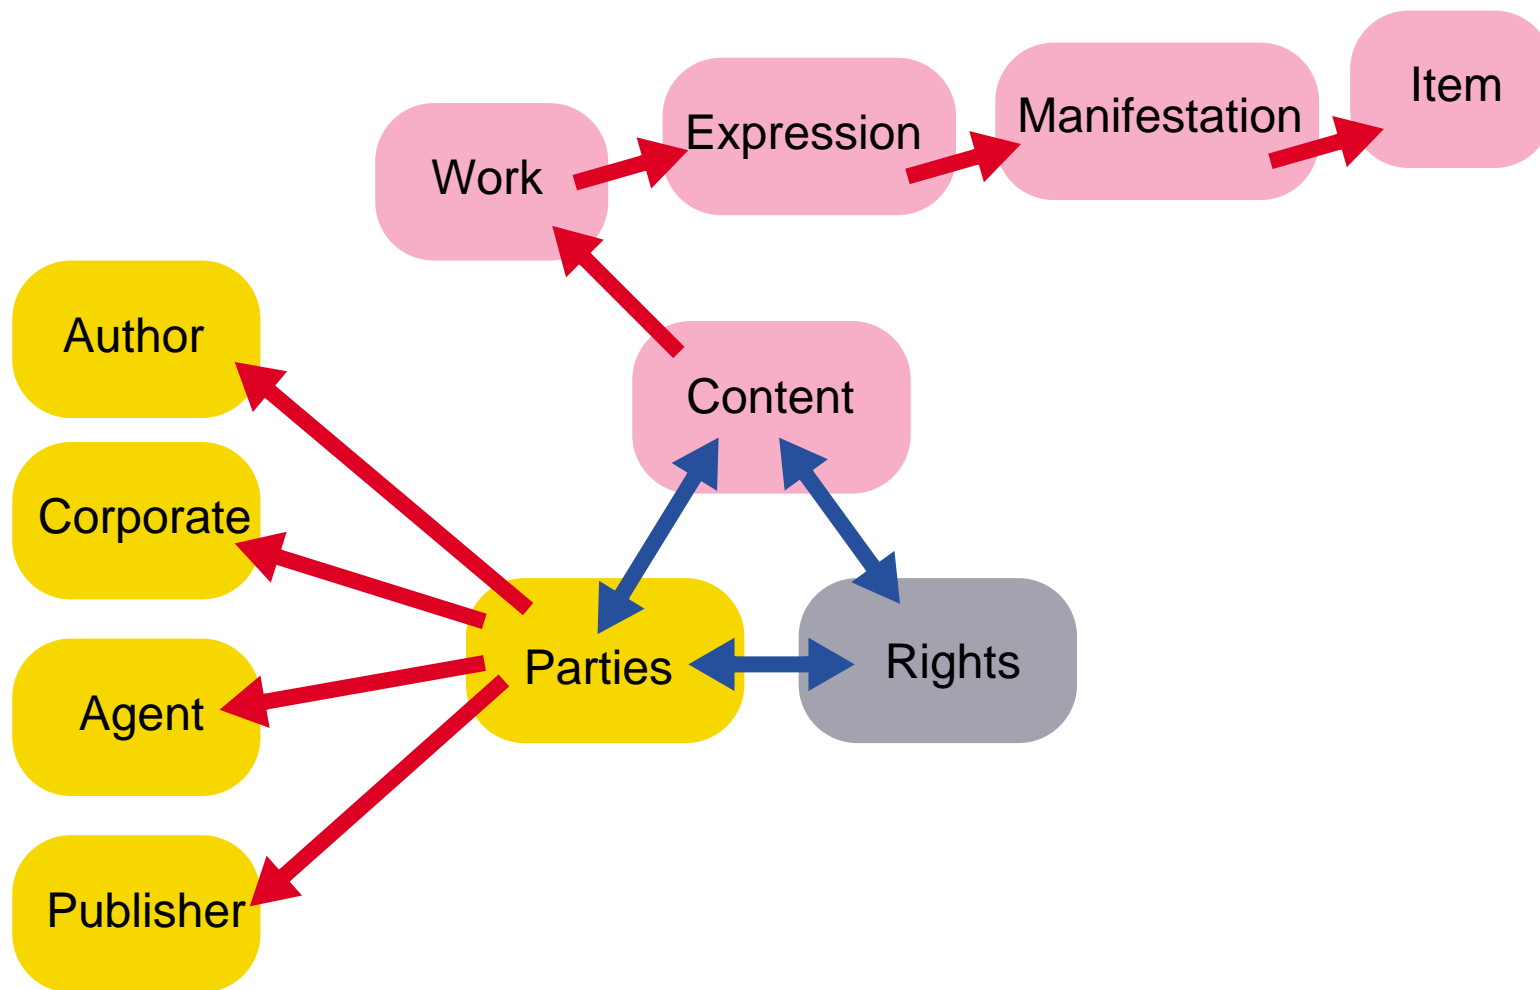 Item
Manifestation
Expression
Work
Author
Content
Corporate
Parties
Rights
Agent
Publisher